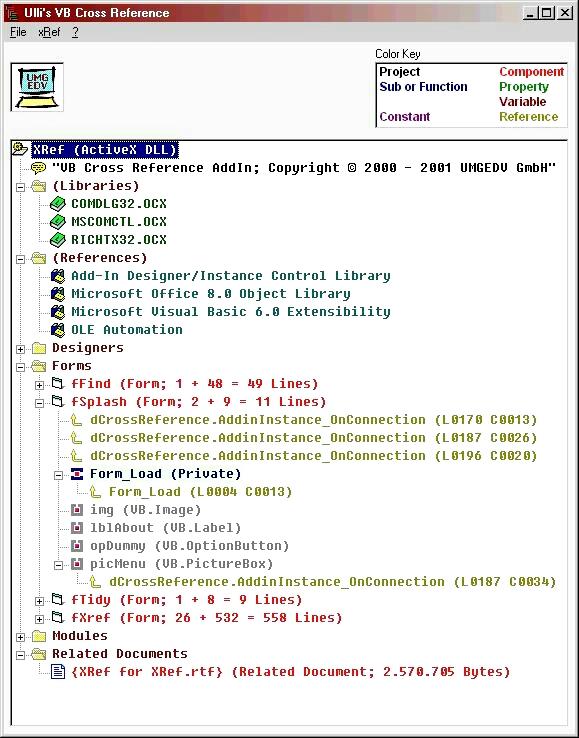 Ulli's VB Cross Reference
File xRef ?
Color Key
Project Component
Sub or Function Property
Variable
Constant Reference
UMG
EDV
XRef (ActiveX DLL)
"VB Cross Reference AddIn; Copyright © 2000 - 2001 UMGEDV GmbH"
(Libraries)
COMDLG32.OCX
MSCOMCTL.OCX
RICHTX32.OCX
(References)
Add-In Designer/Instance Control Library
Microsoft Office 8.0 Object Library
Microsoft Visual Basic 6.0 Extensibility
OLE Automation
Designers
Forms
fFind (Form; 1 + 48 = 49 Lines)
fSplash (Form; 2 + 9 = 11 Lines)
dCrossReference.AddinInstance_OnConnection (L0170 C0013)
dCrossReference.AddinInstance_OnConnection (L0187 C0026)
dCrossReference.AddinInstance_OnConnection (L0196 C0020)
Form_Load (Private)
Form_Load (L0004 C0013)
img (VB.Image)
lblAbout (VB.Label)
opDummy (VB.OptionButton)
picMenu (VB.PictureBox)
dCrossReference.AddinInstance_OnConnection (L0187 C0034)
fTidy (Form; 1 + 8 = 9 Lines)
fXref (Form; 26 + 532 = 558 Lines)
Modules
Related Documents
{XRef for XRef.rtf} (Related Document; 2.570.705 Bytes)